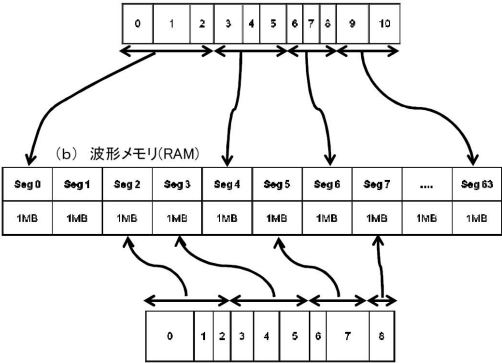 0 1 2 3 4 5 6 7 8 9 10
(b) 波形メモリ(RAM)
Seg 0 Seg 1 Seg 2 Seg 3 Seg 4 Seg 5 Seg 6 Seg 7 .... Seg 63
1MB 1MB 1MB 1MB 1MB 1MB 1MB 1MB 1MB 1MB
0 1 2 3 4 5 6 7 8